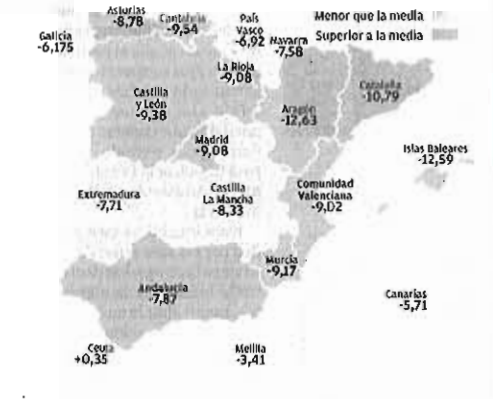 Asturias
-8,78
Cantabria
-9,54
País
Vasco
-6,92
Navarra
-7,58
Menor que la media
Superior a la media
Galicia
-6,175
La Rioja
-9,08
Cataluña
-10,79
Castilla
y León
-9,38
Aragón
-12,63
Madrid
-9,08
Islas Baleares
-12,59
Extremadura
-7,71
Castilla
La Mancha
-8,33
Comunidad
Valenciana
-9,02
Murcia
-9,17
Andalucía
-7,87
Canarias
-5,71
Ceuta
+0,35
Melilla
-3,41